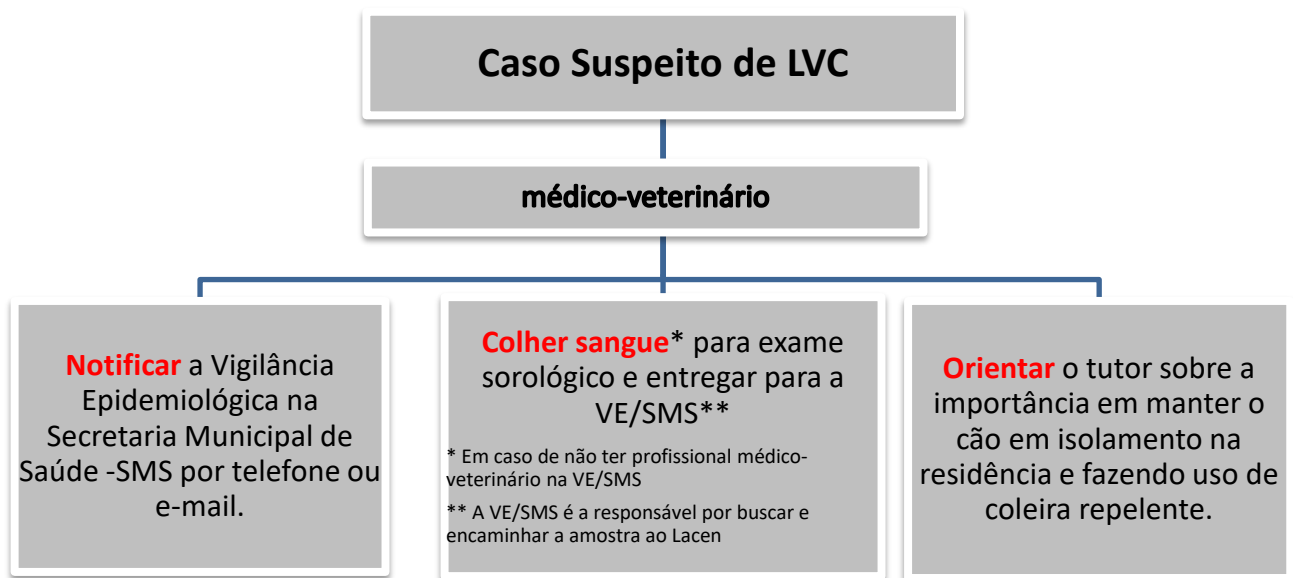 Caso Suspeito de LVC
médico-veterinário
Notificar a Vigilância
Epidemiológica na
Secretaria Municipal de
Saúde -SMS por telefone ou
e-mail.
Colher sangue* para exame
sorológico e entregar para a
VE/SMS**
* Em caso de não ter profissional médico-
veterinário na VE/SMS
** A VE/SMS é a responsável por buscar e
encaminhar a amostra ao Lacen
Orientar o tutor sobre a
importância em manter o
cão em isolamento na
residência e fazendo uso de
coleira repelente.